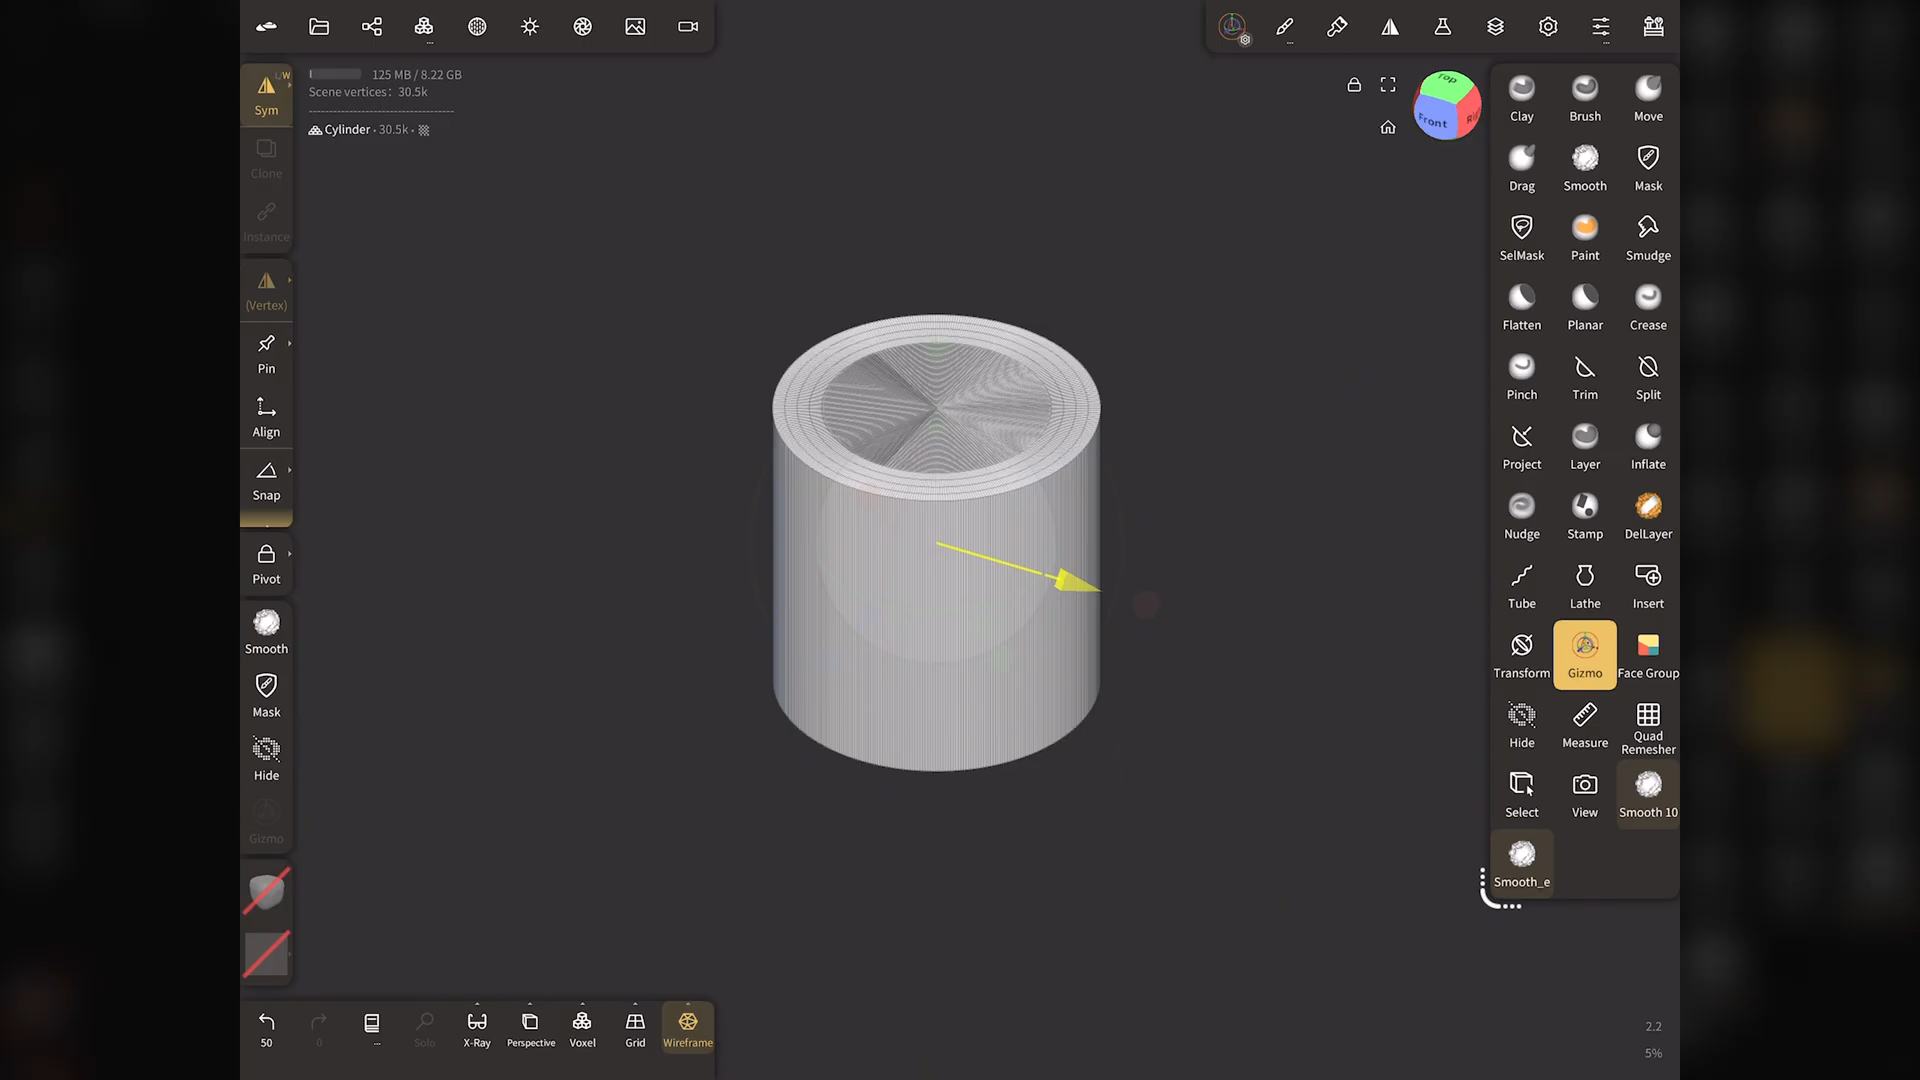 125 MB / 8.22 GB
Scene vertices: 30.5k
Cylinder • 30.5k •
L/W
Sym
Clone
Instance
(Vertex)
Pin
Align
Snap
Pivot
Smooth
Mask
Hide
Gizmo
Top
Front
Clay Brush Move
Drag Smooth Mask
SelMask Paint Smudge
Flatten Planar Crease
Pinch Trim Split
Project Layer Inflate
Nudge Stamp DelLayer
Tube Lathe Insert
Transform Gizmo Face Group
Hide Measure Quad Remesher
Select View Smooth 10
Smooth_e
50 0 ... Solo X-Ray Perspective Voxel Grid Wireframe
2.2
5%